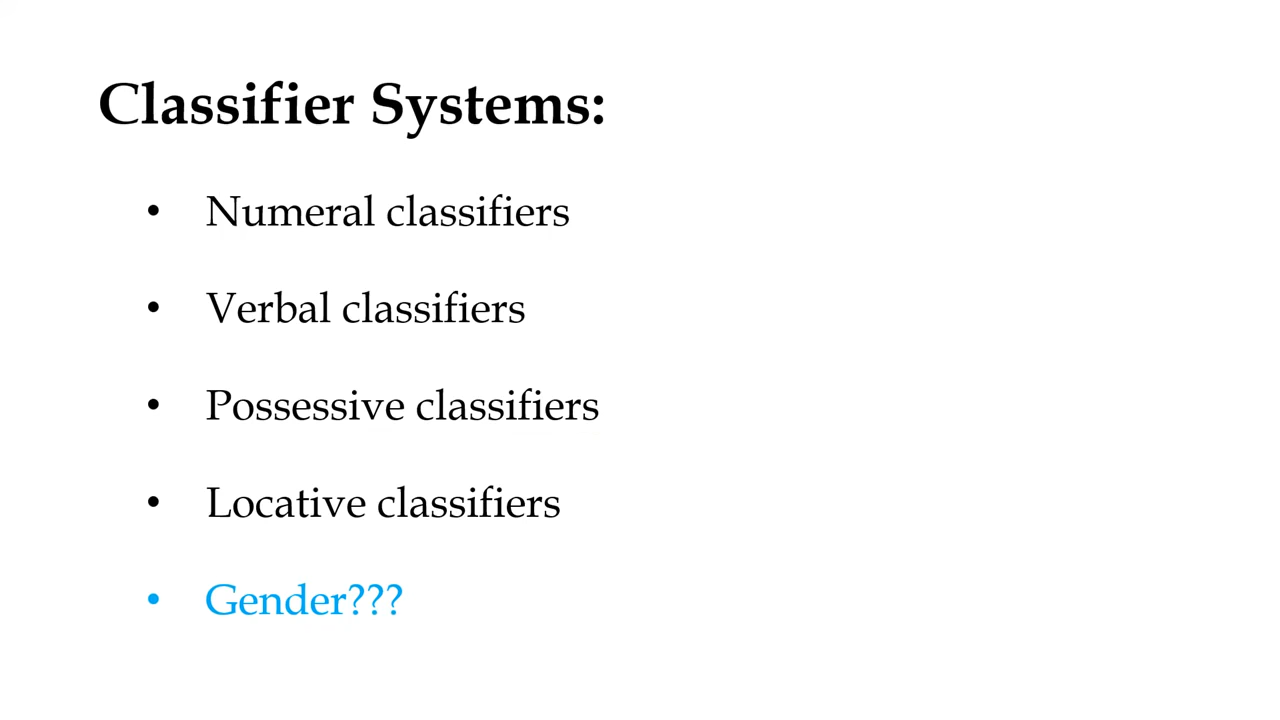 Classifier Systems:
• Numeral classifiers
• Verbal classifiers
• Possessive classifiers
• Locative classifiers
• Gender???